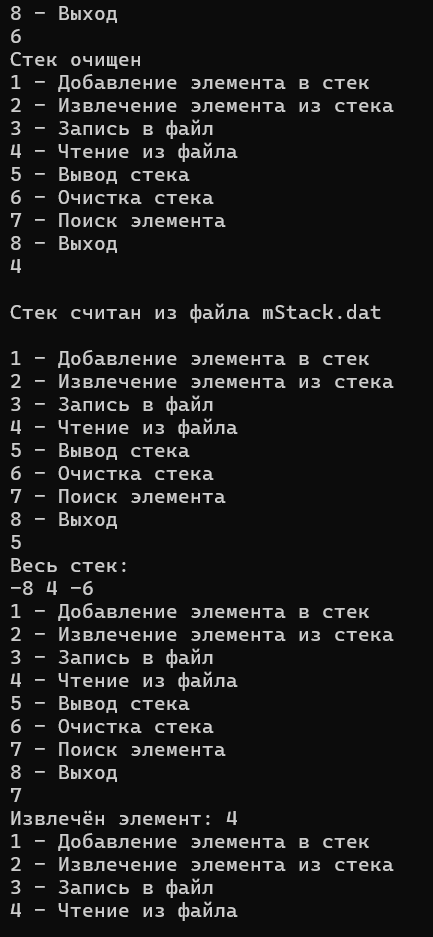 8 – Выход
6
Стек очищен
1 – Добавление элемента в стек
2 – Извлечение элемента из стека
3 – Запись в файл
4 – Чтение из файла
5 – Вывод стека
6 – Очистка стека
7 – Поиск элемента
8 – Выход
4
Стек считан из файла mStack.dat
1 – Добавление элемента в стек
2 – Извлечение элемента из стека
3 – Запись в файл
4 – Чтение из файла
5 – Вывод стека
6 – Очистка стека
7 – Поиск элемента
8 – Выход
5
Весь стек:
-8 4 -6
1 – Добавление элемента в стек
2 – Извлечение элемента из стека
3 – Запись в файл
4 – Чтение из файла
5 – Вывод стека
6 – Очистка стека
7 – Поиск элемента
8 – Выход
7
Извлечён элемент: 4
1 – Добавление элемента в стек
2 – Извлечение элемента из стека
3 – Запись в файл
4 – Чтение из файла